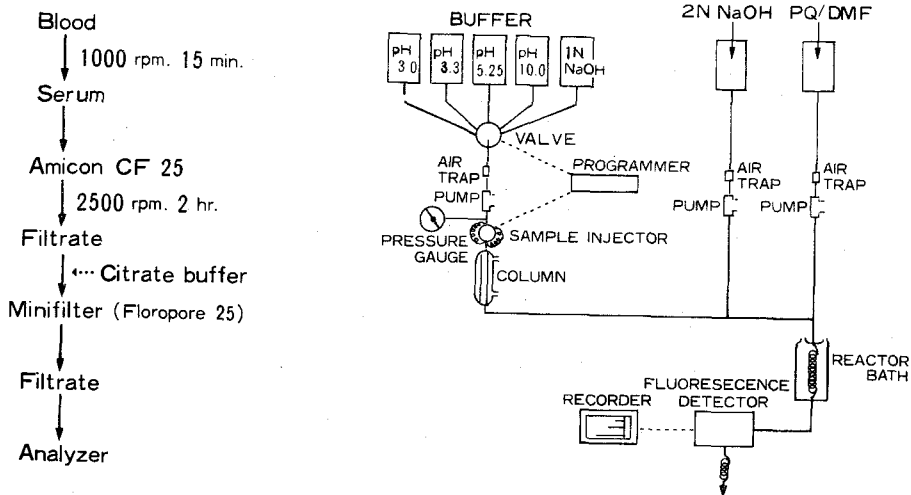 Blood
1000 rpm. 15 min.
Serum
Amicon CF 25
2500 rpm. 2 hr.
Filtrate
Citrate buffer
Minifilter (Floropore 25)
Filtrate
Analyzer
BUFFER
pH 3.0
pH 3.3
pH 5.25
pH 10.0
1N NaOH
VALVE
AIR TRAP
PROGRAMMER
PUMP
PRESSURE GAUGE
SAMPLE INJECTOR
COLUMN
2N NaOH
PQ/DMF
AIR TRAP
AIR TRAP
PUMP
PUMP
REACTOR BATH
FLUORESECENCE DETECTOR
RECORDER